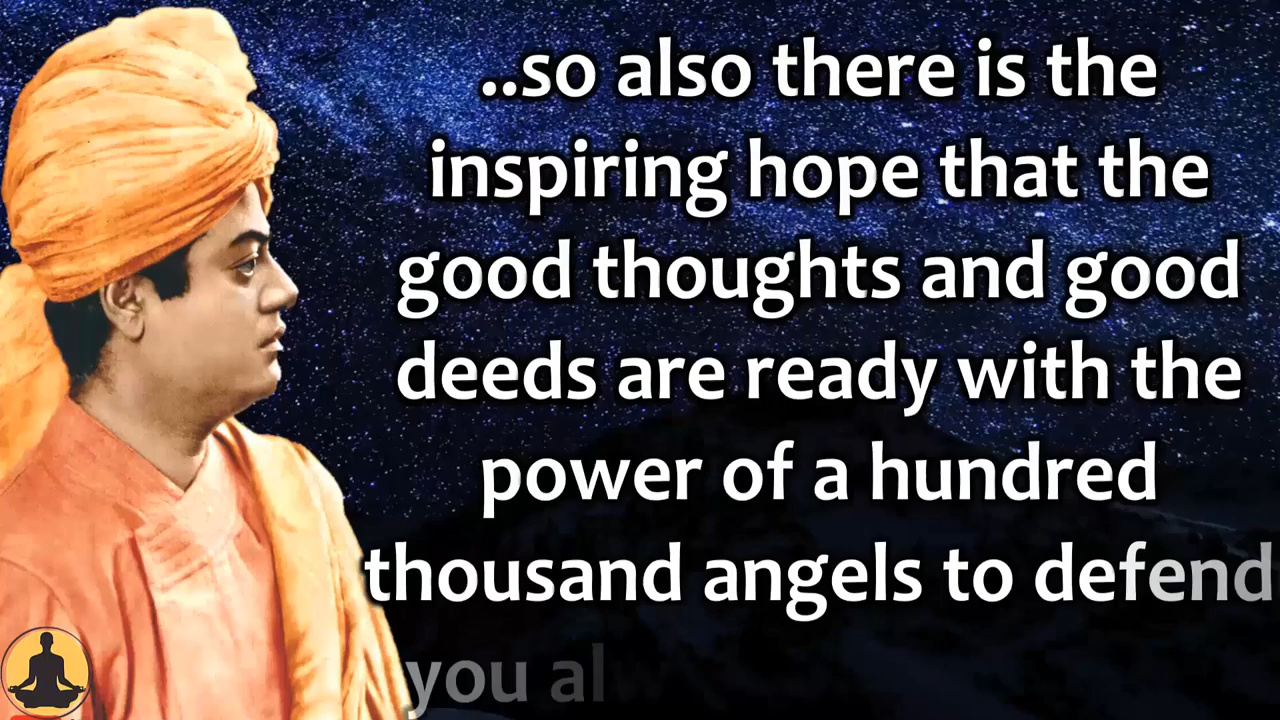 ..so also there is the
inspiring hope that the
good thoughts and good
deeds are ready with the
power of a hundred
thousand angels to defend
you